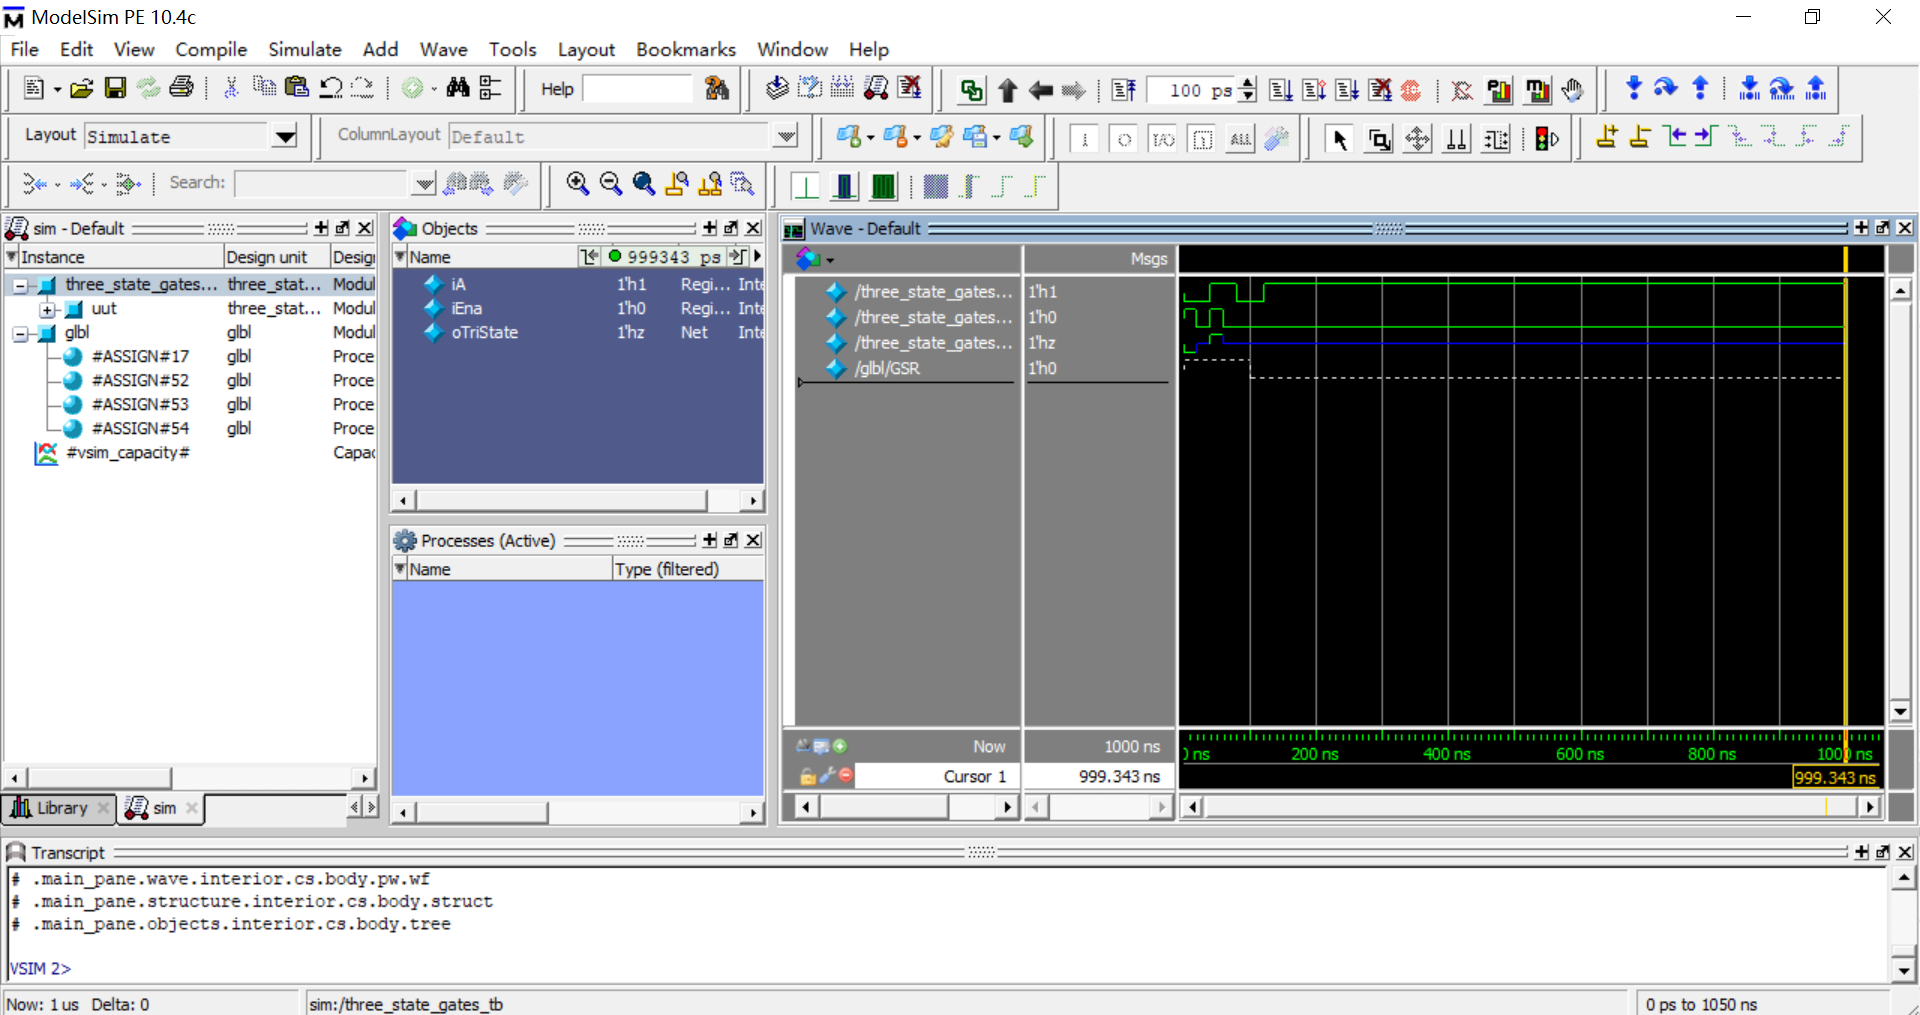 ModelSim PE 10.4c
File Edit View Compile Simulate Add Wave Tools Layout Bookmarks Window Help
Help 100 ps
Layout Simulate ColumnLayout Default ALL
Search:
sim - Default
Instance Design unit Desig
three_state_gates... three_stat... Modul
uut three_stat... Modul
glbl glbl Modul
#ASSIGN#17 glbl Proce
#ASSIGN#52 glbl Proce
#ASSIGN#53 glbl Proce
#ASSIGN#54 glbl Proce
#vsim_capacity# Capac
Library sim
Objects
Name 999343 ps
iA 1'h1 Regi... Inte
iEna 1'h0 Regi... Inte
oTriState 1'hz Net Inte
Processes (Active)
Name Type (filtered)
Wave - Default
Msgs
/three_state_gates... 1'h1
/three_state_gates... 1'h0
/three_state_gates... 1'hz
/glbl/GSR 1'h0
Now 1000 ns
Cursor 1 999.343 ns
ns 200 ns 400 ns 600 ns 800 ns 1000 ns
999.343 ns
Transcript
# .main_pane.wave.interior.cs.body.pw.wf
# .main_pane.structure.interior.cs.body.struct
# .main_pane.objects.interior.cs.body.tree
VSIM 2>
Now: 1 us Delta: 0 sim:/three_state_gates_tb 0 ps to 1050 ns